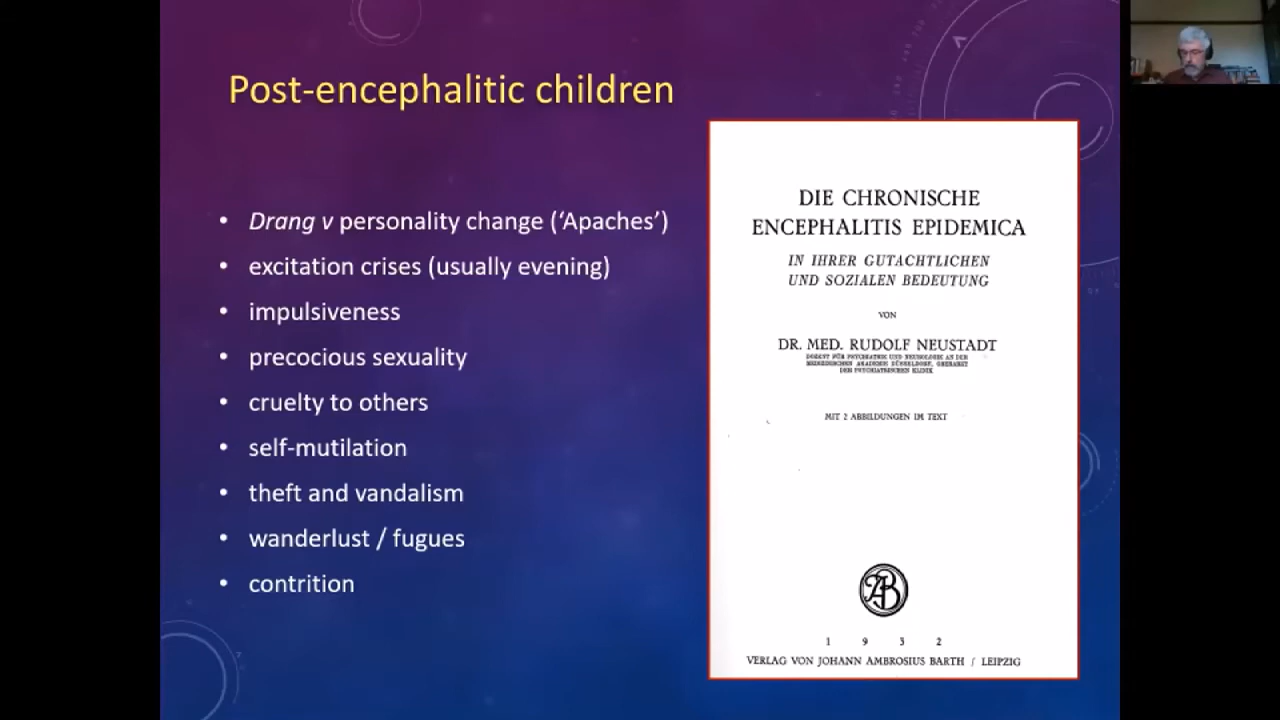 Post-encephalitic children
• Drang v personality change (‘Apaches’)
• excitation crises (usually evening)
• impulsiveness
• precocious sexuality
• cruelty to others
• self-mutilation
• theft and vandalism
• wanderlust / fugues
• contrition
DIE CHRONISCHE
ENCEPHALITIS EPIDEMICA
IN IHRER GUTACHTLICHEN
UND SOZIALEN BEDEUTUNG
VON
DR. MED. RUDOLF NEUSTADT
DOZENT FÜR PSYCHIATRIE UND NEUROLOGIE AN DER
MEDIZINISCHEN AKADEMIE DÜSSELDORF, OBERARZT
DER PSYCHIATRISCHEN KLINIK
MIT 2 ABBILDUNGEN IM TEXT
1 9 3 2
VERLAG VON JOHANN AMBROSIUS BARTH / LEIPZIG